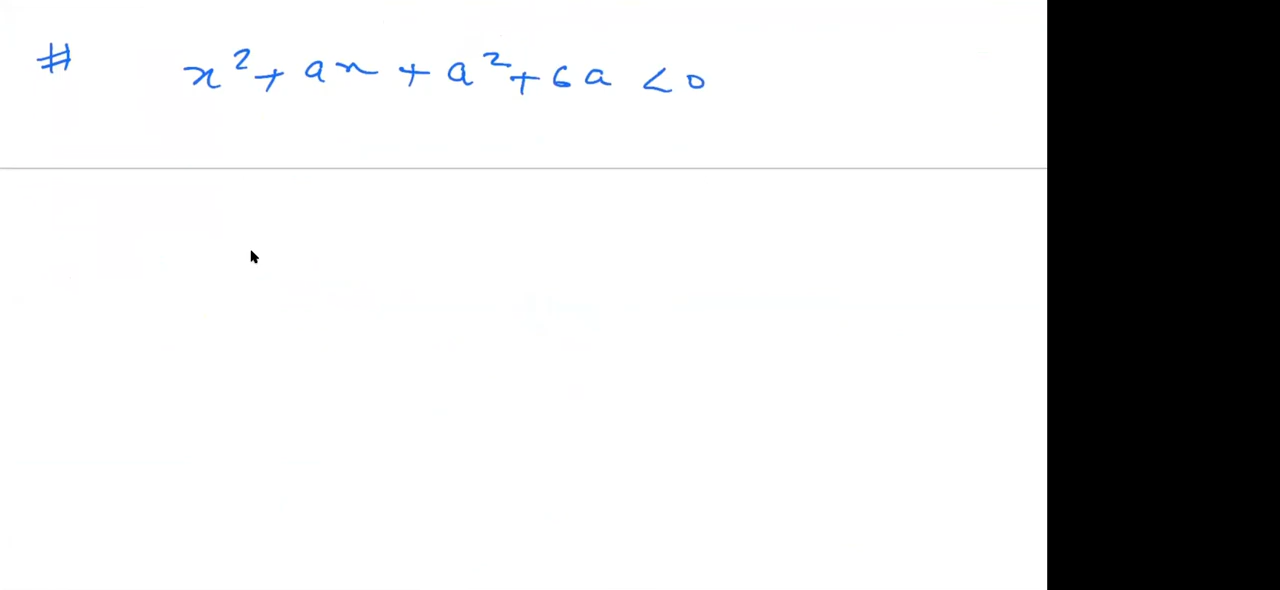 # x² + ax + a² + 6a < 0